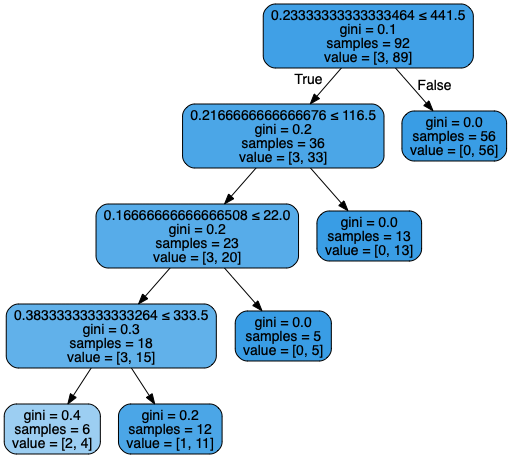 0.23333333333333464 ≤ 441.5
gini = 0.1
samples = 92
value = [3, 89]
True
False
0.2166666666666676 ≤ 116.5
gini = 0.2
samples = 36
value = [3, 33]
gini = 0.0
samples = 56
value = [0, 56]
0.16666666666666508 ≤ 22.0
gini = 0.2
samples = 23
value = [3, 20]
gini = 0.0
samples = 13
value = [0, 13]
0.38333333333333264 ≤ 333.5
gini = 0.3
samples = 18
value = [3, 15]
gini = 0.0
samples = 5
value = [0, 5]
gini = 0.4
samples = 6
value = [2, 4]
gini = 0.2
samples = 12
value = [1, 11]